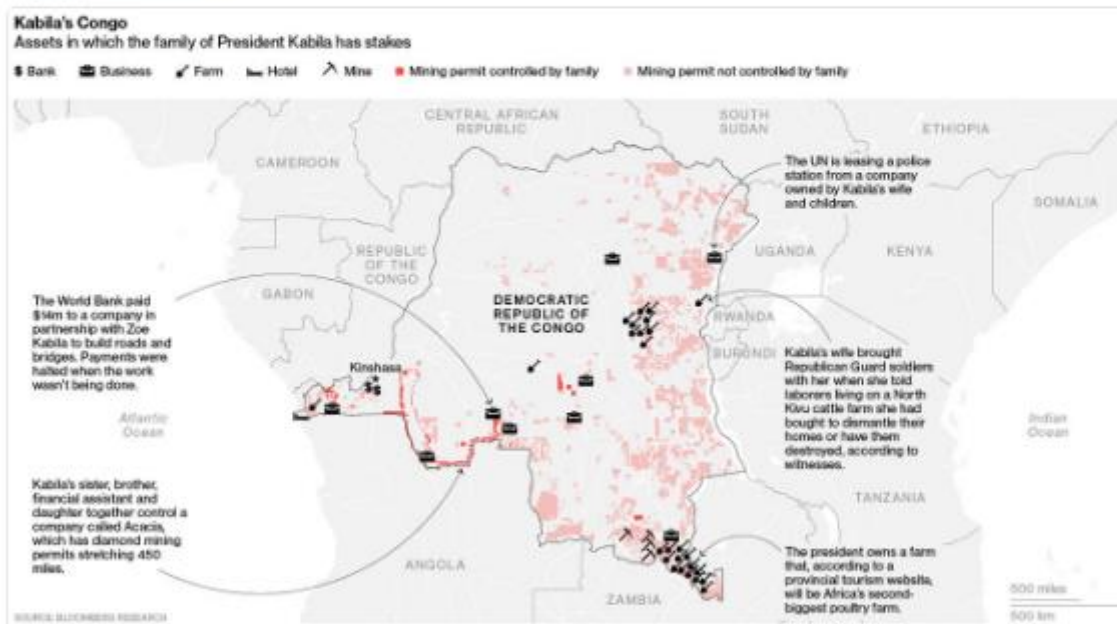 Kabila's Congo
Assets in which the family of President Kabila has stakes
$ Bank Business Farm Hotel Mine Mining permit controlled by family Mining permit not controlled by family
CENTRAL AFRICAN
REPUBLIC
SOUTH
SUDAN
ETHIOPIA
CAMEROON
The UN is leasing a police
station from a company
owned by Kabila's wife
and children.
SOMALIA
REPUBLIC
OF THE
CONGO
UGANDA
KENYA
GABON
The World Bank paid
$14m to a company in
partnership with Zoe
Kabila to build roads and
bridges. Payments were
halted when the work
wasn't being done.
DEMOCRATIC
REPUBLIC
OF THE CONGO
RWANDA
BURUNDI
Kinshasa
Kabila's wife brought
Republican Guard soldiers
with her when she told
laborers living on a North
Kivu cattle farm she had
bought to dismantle their
homes or have them
destroyed, according to
witnesses.
Atlantic
Ocean
Indian
Ocean
Kabila's sister, brother,
financial assistant and
daughter together control a
company called Acacia,
which has diamond mining
permits stretching 450
miles.
TANZANIA
ANGOLA
The president owns a farm
that, according to a
provincial tourism website,
will be Africa's second-
biggest poultry farm.
ZAMBIA
500 miles
500 km
SOURCE: BLOOMBERG RESEARCH